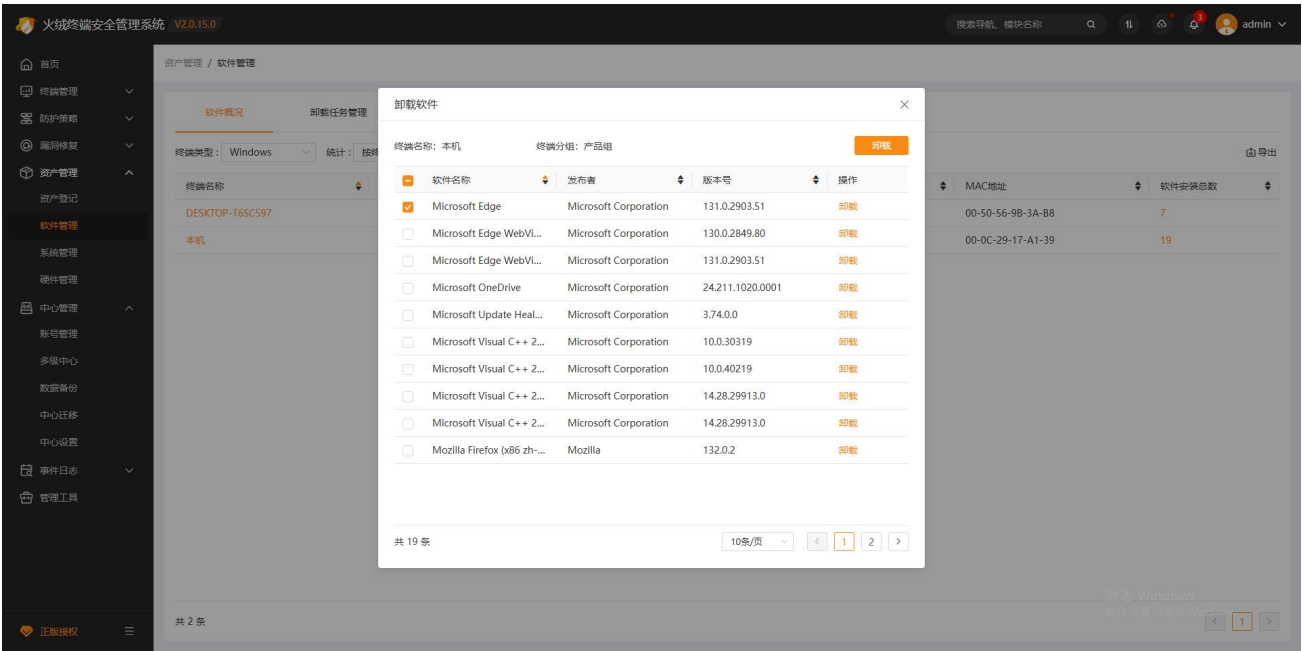 火绒终端安全管理系统 V2.0.15.0 搜索导航、模块名称 3 admin
首页 资产管理 / 软件管理
终端管理
防护策略
漏洞修复
资产管理
资产登记
软件管理
系统管理
硬件管理
中心管理
账号管理
多级中心
数据备份
中心迁移
中心设置
事件日志
管理工具
正版授权
软件概况 卸载任务管理
终端类型: Windows 统计: 按终
导出
终端名称 MAC地址 软件安装总数
DESKTOP-T6SC597 00-50-56-9B-3A-B8 7
本机 00-0C-29-17-A1-39 19
共 2 条 1
卸载软件
终端名称: 本机 终端分组: 产品组 卸载
软件名称 发布者 版本号 操作
Microsoft Edge Microsoft Corporation 131.0.2903.51 卸载
Microsoft Edge WebVi... Microsoft Corporation 130.0.2849.80 卸载
Microsoft Edge WebVi... Microsoft Corporation 131.0.2903.51 卸载
Microsoft OneDrive Microsoft Corporation 24.211.1020.0001 卸载
Microsoft Update Heal... Microsoft Corporation 3.74.0.0 卸载
Microsoft Visual C++ 2... Microsoft Corporation 10.0.30319 卸载
Microsoft Visual C++ 2... Microsoft Corporation 10.0.40219 卸载
Microsoft Visual C++ 2... Microsoft Corporation 14.28.29913.0 卸载
Microsoft Visual C++ 2... Microsoft Corporation 14.28.29913.0 卸载
Mozilla Firefox (x86 zh-... Mozilla 132.0.2 卸载
共 19 条 10条/页 1 2
激活 Windows